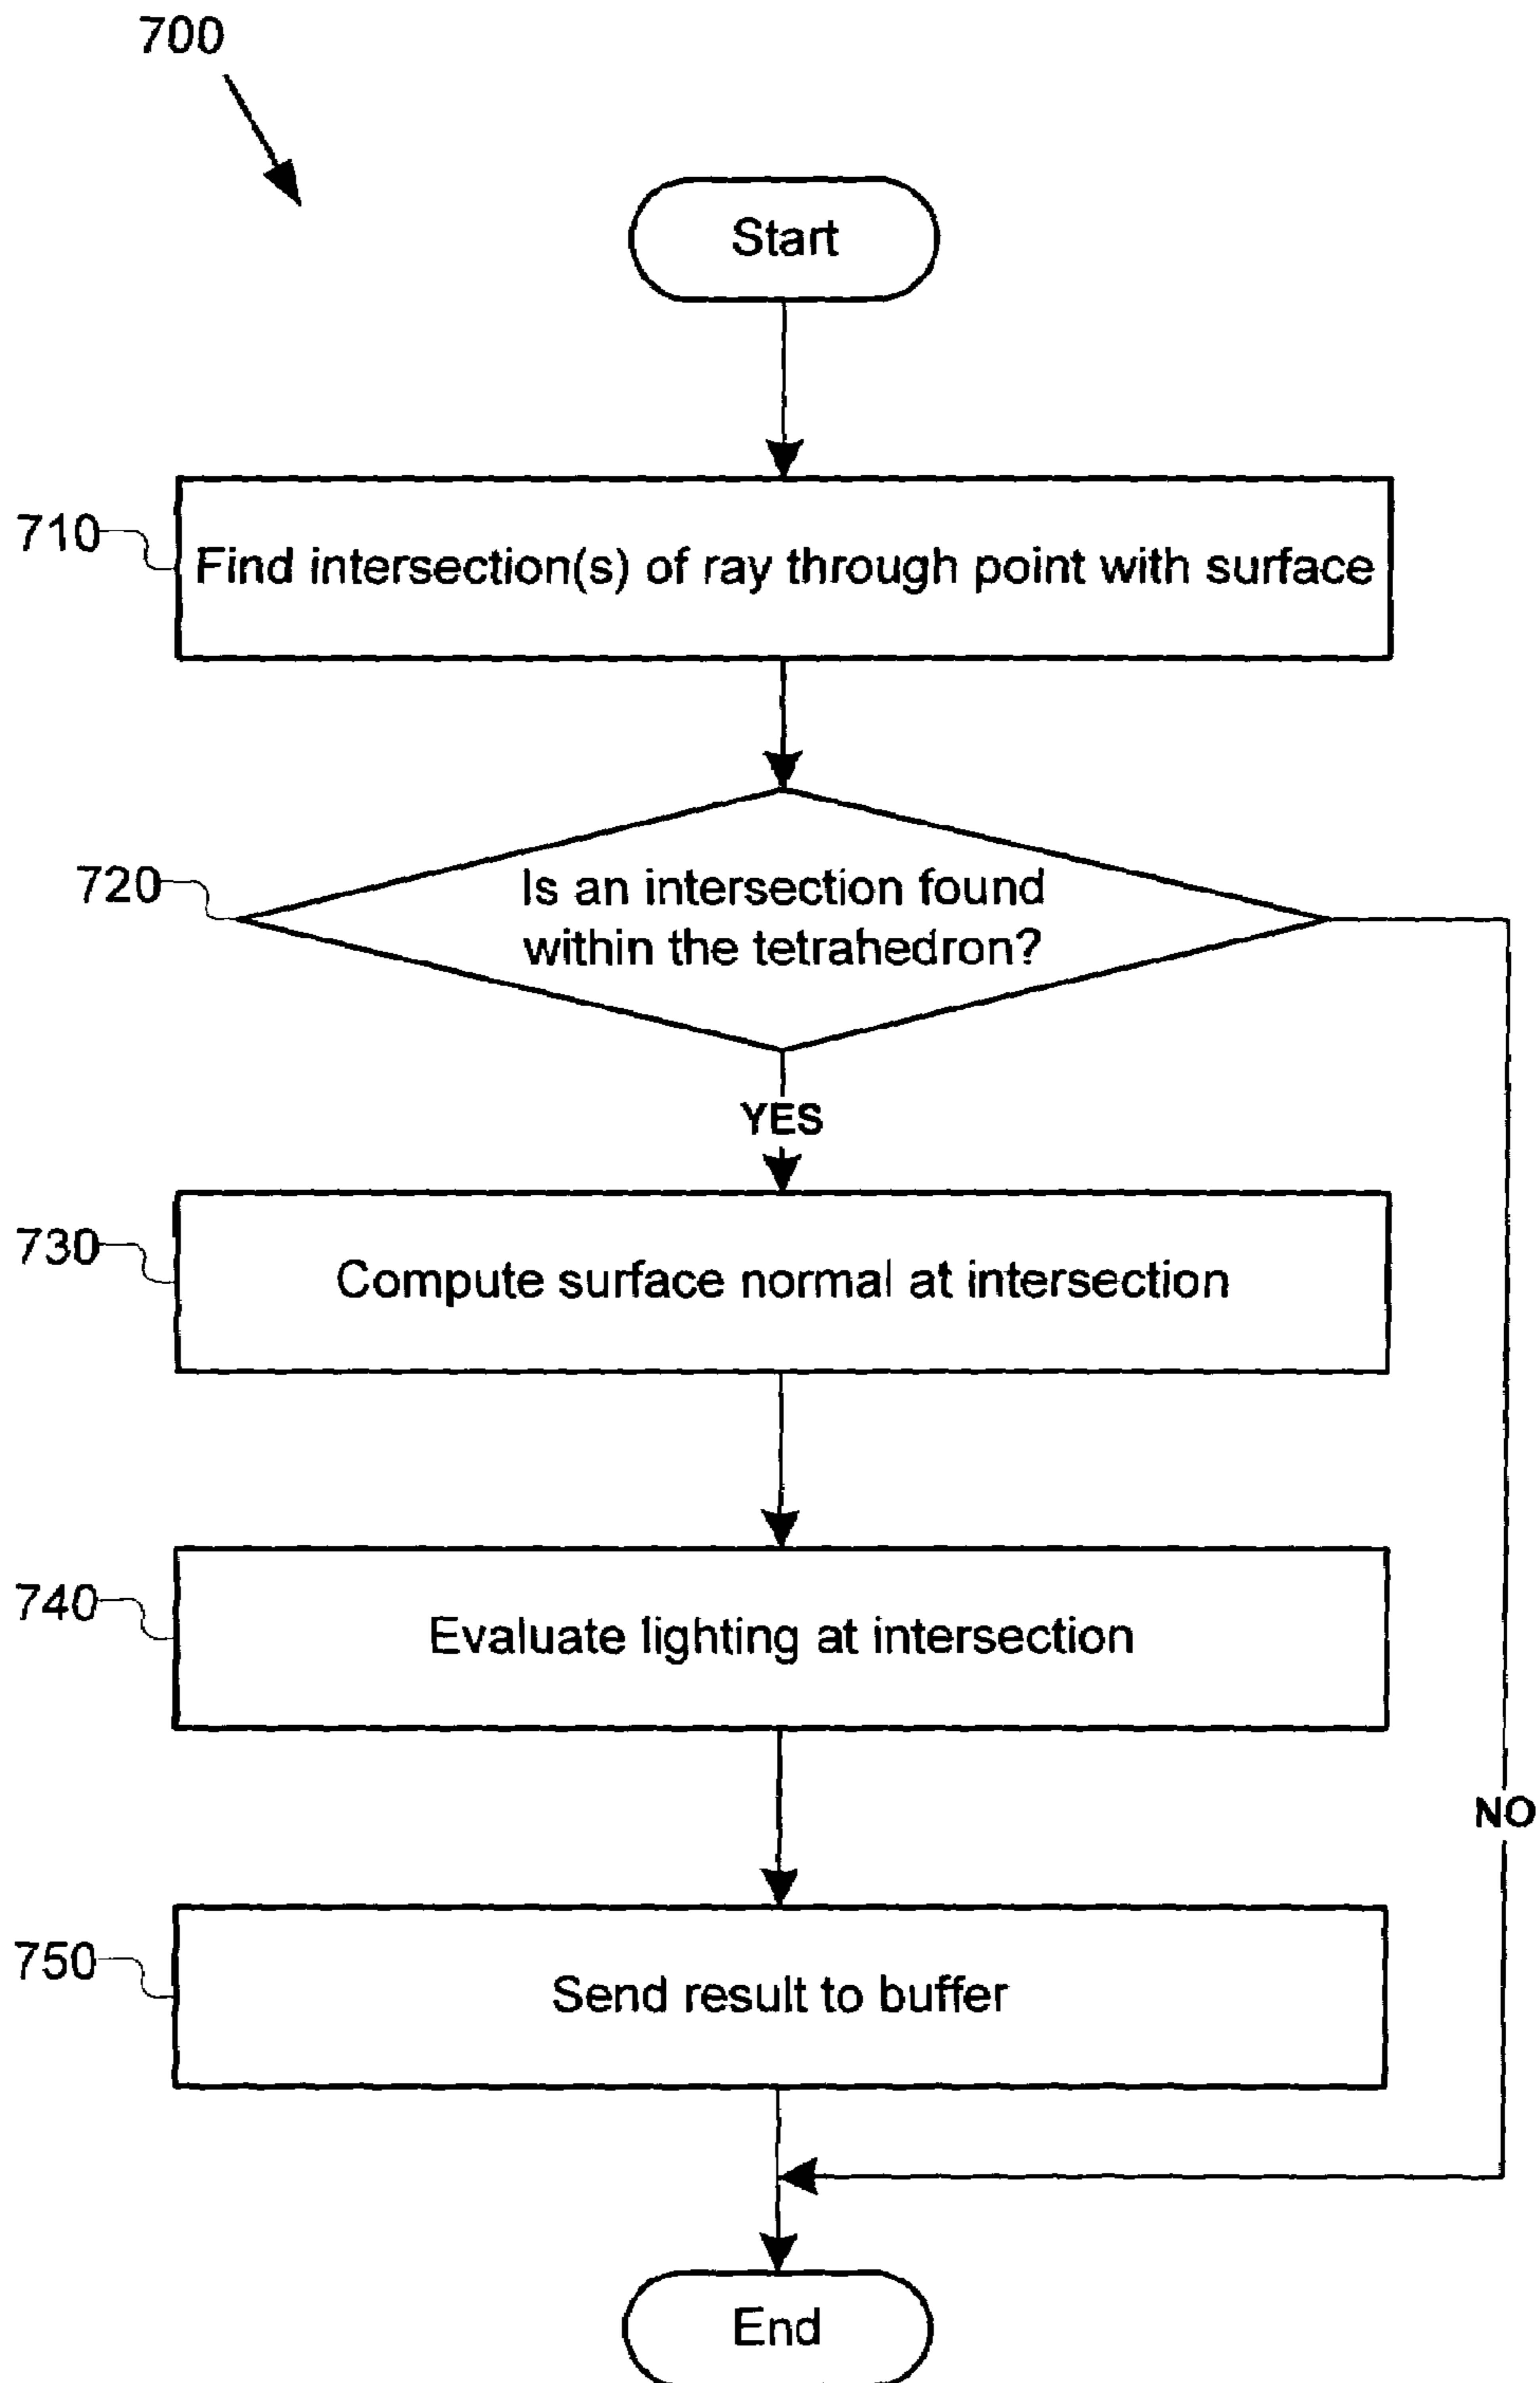 700
Start
710
Find intersection(s) of ray through point with surface
720
Is an intersection found
within the tetrahedron?
YES
730
Compute surface normal at intersection
740
Evaluate lighting at intersection
NO
750
Send result to buffer
End